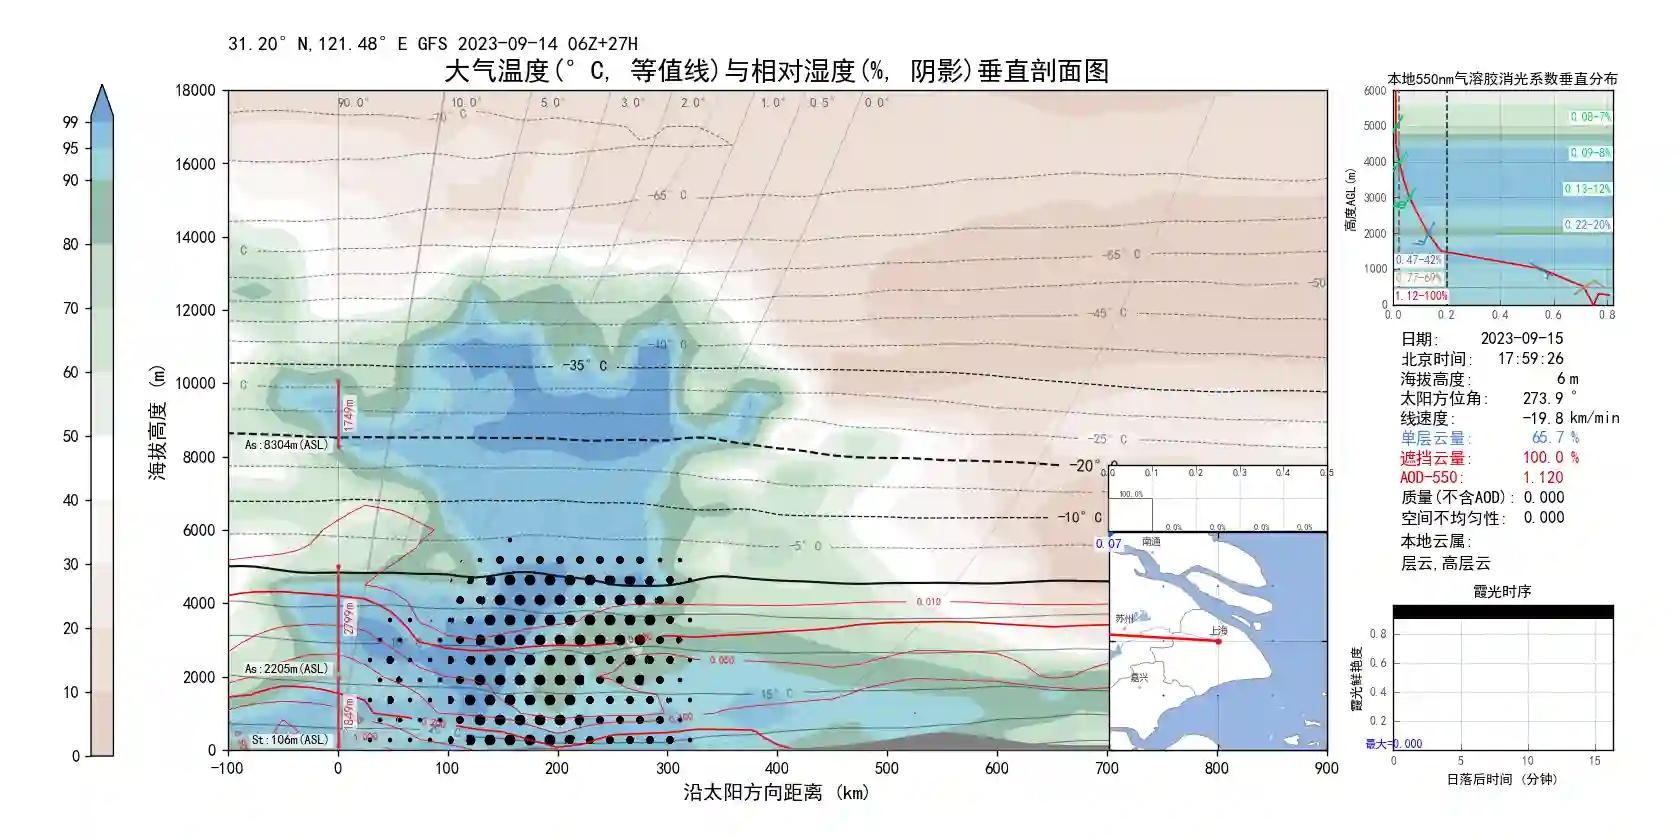 31.20° N,121.48° E GFS 2023-09-14 06Z+27H
大气温度(° C, 等值线)与相对湿度(%, 阴影)垂直剖面图
99
95
90
80
70
60
50
40
30
20
10
0
海拔高度 (m)
18000
16000
14000
12000
10000
8000
6000
4000
2000
0
90.0° 10.0° 5.0° 3.0° 2.0° 1.0° 0.5° 0.0°
-70° C
-65° C
-55° C
-50
-45° C
-40° C
-35° C
-25° C
-20° C
-10° C
-5° C
15° C
20° C
C
C
1749m
As:8304m(ASL)
2799m
As:2205m(ASL)
1849m
St:106m(ASL)
0.010
0.050
0.100
0.200
1.000
-100 0 100 200 300 400 500 600 700 800 900
沿太阳方向距离 (km)
0.0 0.1 0.2 0.3 0.4 0.5
100.0%
0.0% 0.0% 0.0% 0.0%
0.07
南通
苏州
上海
嘉兴
本地550nm气溶胶消光系数垂直分布
高度AGL(m)
6000
5000
4000
3000
2000
1000
0
0.08-7%
0.09-8%
0.13-12%
0.22-20%
0.47-42%
0.77-69%
1.12-100%
0.0 0.2 0.4 0.6 0.8
日期: 2023-09-15
北京时间: 17:59:26
海拔高度: 6 m
太阳方位角: 273.9 °
线速度: -19.8 km/min
单层云量: 65.7 %
遮挡云量: 100.0 %
AOD-550: 1.120
质量(不含AOD): 0.000
空间不均匀性: 0.000
本地云属:
层云,高层云
霞光时序
霞光鲜艳度
0.8
0.6
0.4
0.2
最大=0.000
0 5 10 15
日落后时间 (分钟)